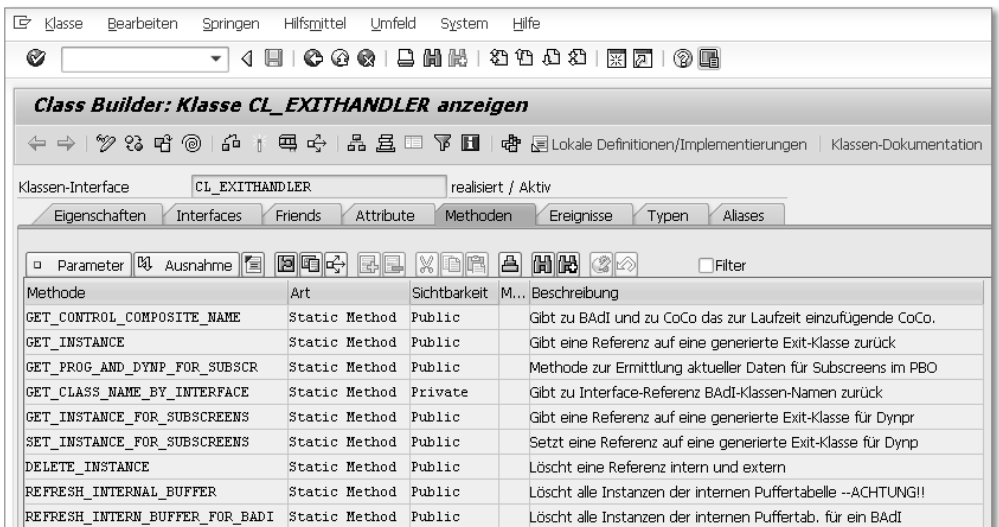 Klasse Bearbeiten Springen Hilfsmittel Umfeld System Hilfe
Class Builder: Klasse CL_EXITHANDLER anzeigen
Lokale Definitionen/Implementierungen Klassen-Dokumentation
Klassen-Interface CL_EXITHANDLER realisiert / Aktiv
Eigenschaften Interfaces Friends Attribute Methoden Ereignisse Typen Aliases
Parameter Ausnahme Filter
Methode Art Sichtbarkeit M... Beschreibung
GET_CONTROL_COMPOSITE_NAME Static Method Public Gibt zu BAdI und zu CoCo das zur Laufzeit einzufügende CoCo.
GET_INSTANCE Static Method Public Gibt eine Referenz auf eine generierte Exit-Klasse zurück
GET_PROG_AND_DYNP_FOR_SUBSCR Static Method Public Methode zur Ermittlung aktueller Daten für Subscreens im PBO
GET_CLASS_NAME_BY_INTERFACE Static Method Private Gibt zu Interface-Referenz BAdI-Klassen-Namen zurück
GET_INSTANCE_FOR_SUBSCREENS Static Method Public Gibt eine Referenz auf eine generierte Exit-Klasse für Dynpr
SET_INSTANCE_FOR_SUBSCREENS Static Method Public Setzt eine Referenz auf eine generierte Exit-Klasse für Dynp
DELETE_INSTANCE Static Method Public Löscht eine Referenz intern und extern
REFRESH_INTERNAL_BUFFER Static Method Public Löscht alle Instanzen der internen Puffertabelle --ACHTUNG!!
REFRESH_INTERN_BUFFER_FOR_BADI Static Method Public Löscht alle Instanzen der internen Puffertab. für ein BAdI